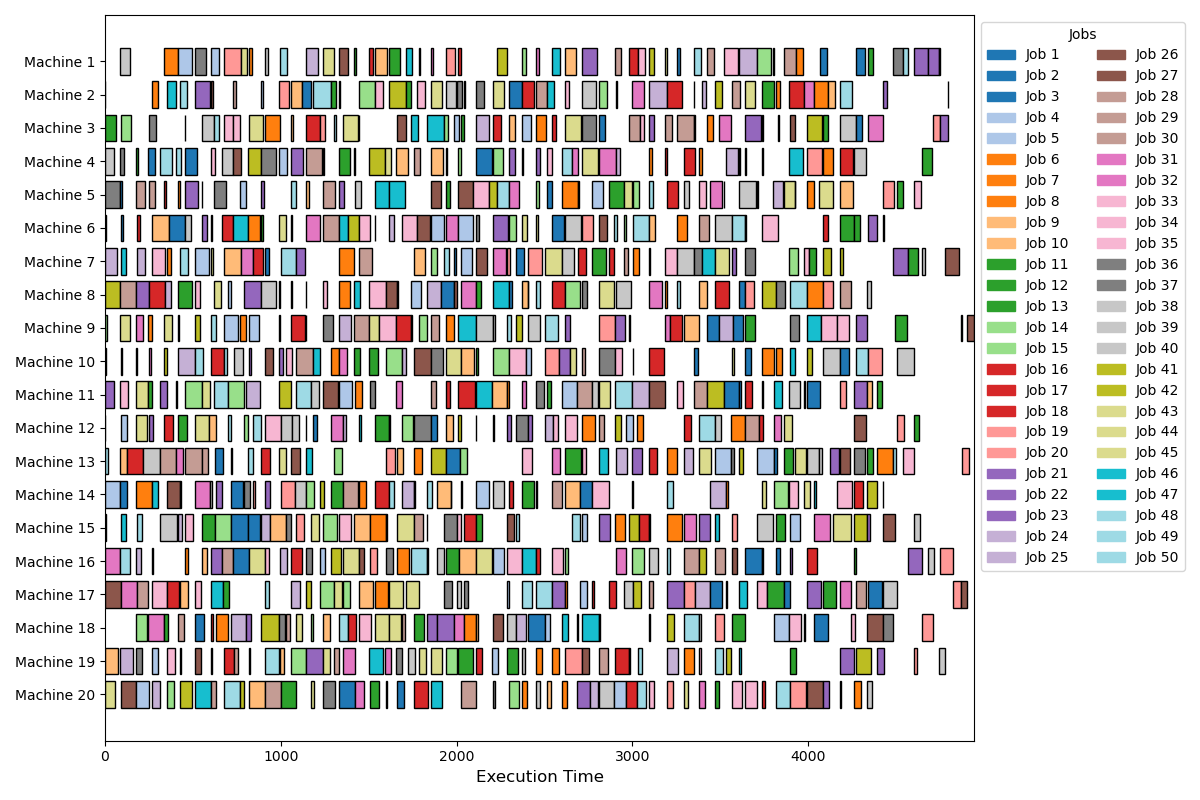 Machine 1
Machine 2
Machine 3
Machine 4
Machine 5
Machine 6
Machine 7
Machine 8
Machine 9
Machine 10
Machine 11
Machine 12
Machine 13
Machine 14
Machine 15
Machine 16
Machine 17
Machine 18
Machine 19
Machine 20
0 1000 2000 3000 4000
Execution Time
Jobs
Job 1 Job 26
Job 2 Job 27
Job 3 Job 28
Job 4 Job 29
Job 5 Job 30
Job 6 Job 31
Job 7 Job 32
Job 8 Job 33
Job 9 Job 34
Job 10 Job 35
Job 11 Job 36
Job 12 Job 37
Job 13 Job 38
Job 14 Job 39
Job 15 Job 40
Job 16 Job 41
Job 17 Job 42
Job 18 Job 43
Job 19 Job 44
Job 20 Job 45
Job 21 Job 46
Job 22 Job 47
Job 23 Job 48
Job 24 Job 49
Job 25 Job 50